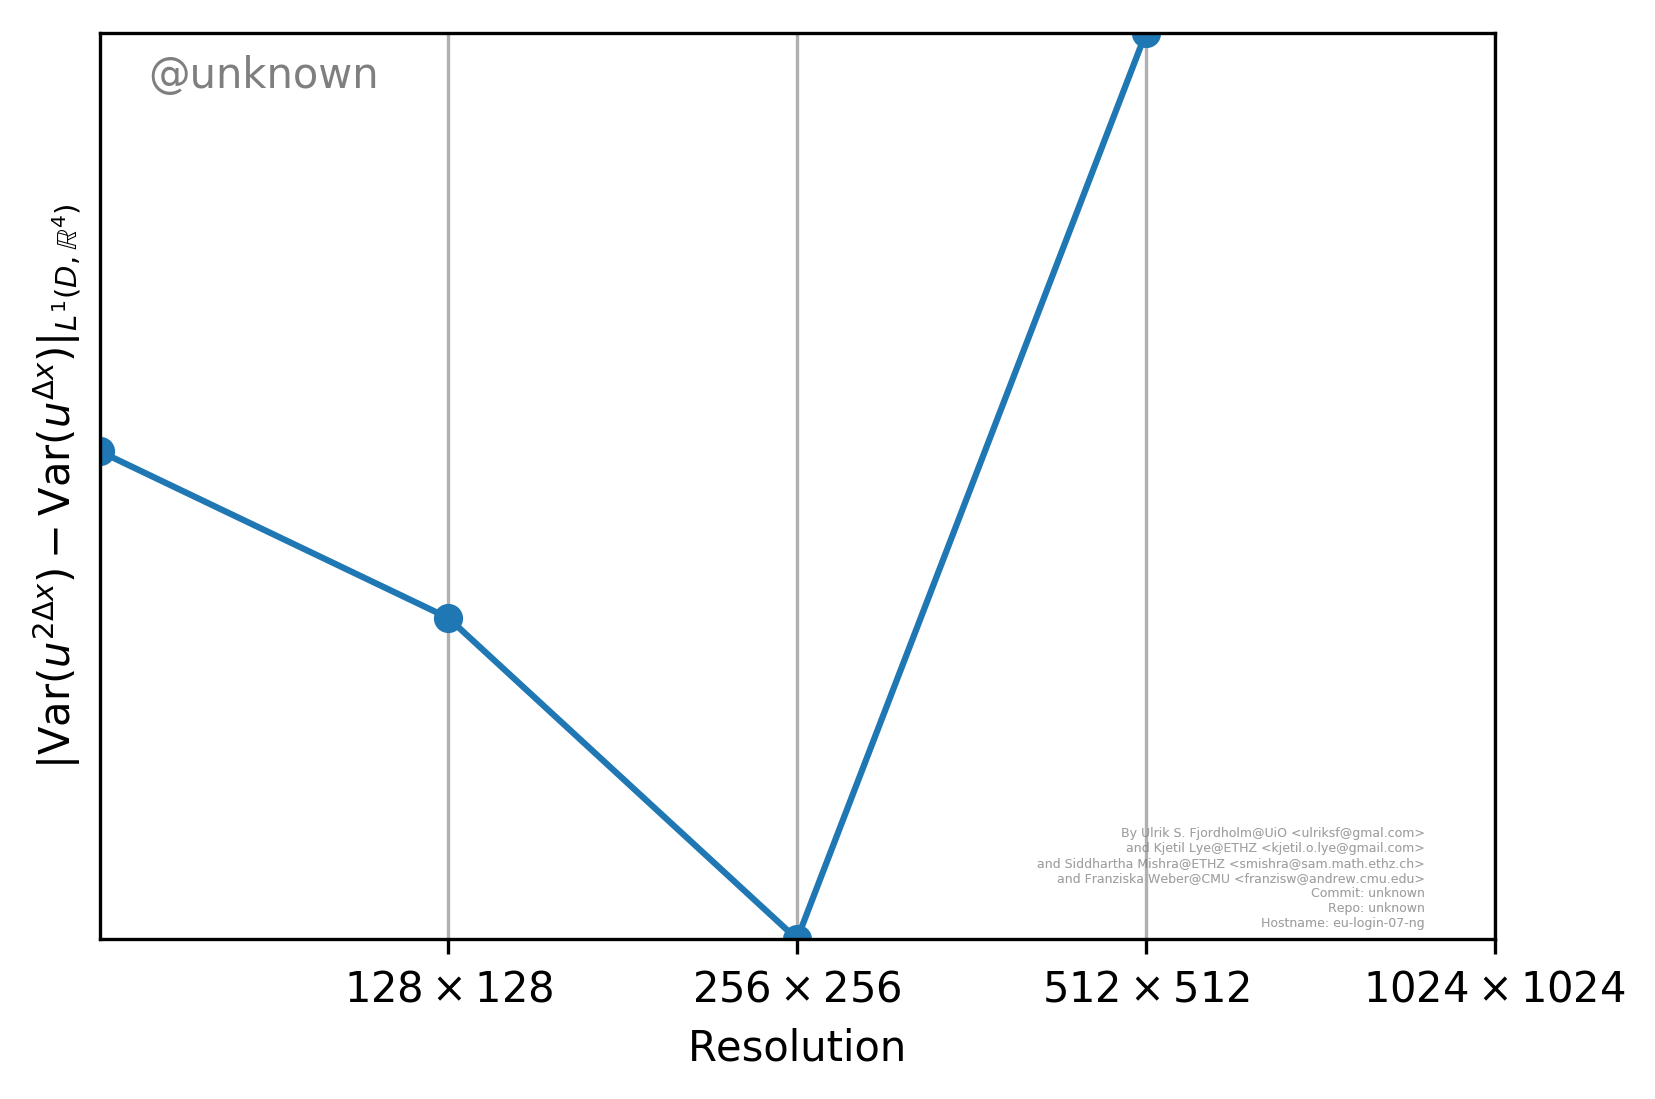 @unknown
|Var(u^{2Δx}) − Var(u^{Δx})|_{L^1(D, ℝ^4)}
By Ulrik S. Fjordholm@UiO <ulriksf@gmal.com>
and Kjetil Lye@ETHZ <kjetil.o.lye@gmail.com>
and Siddhartha Mishra@ETHZ <smishra@sam.math.ethz.ch>
and Franziska Weber@CMU <franzisw@andrew.cmu.edu>
Commit: unknown
Repo: unknown
Hostname: eu-login-07-ng
128 × 128 256 × 256 512 × 512 1024 × 1024
Resolution